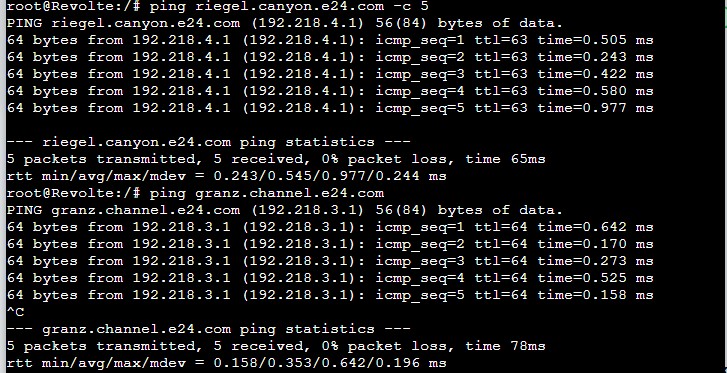 root@Revolte:/# ping riegel.canyon.e24.com -c 5
PING riegel.canyon.e24.com (192.218.4.1) 56(84) bytes of data.
64 bytes from 192.218.4.1 (192.218.4.1): icmp_seq=1 ttl=63 time=0.505 ms
64 bytes from 192.218.4.1 (192.218.4.1): icmp_seq=2 ttl=63 time=0.243 ms
64 bytes from 192.218.4.1 (192.218.4.1): icmp_seq=3 ttl=63 time=0.422 ms
64 bytes from 192.218.4.1 (192.218.4.1): icmp_seq=4 ttl=63 time=0.580 ms
64 bytes from 192.218.4.1 (192.218.4.1): icmp_seq=5 ttl=63 time=0.977 ms

--- riegel.canyon.e24.com ping statistics ---
5 packets transmitted, 5 received, 0% packet loss, time 65ms
rtt min/avg/max/mdev = 0.243/0.545/0.977/0.244 ms
root@Revolte:/# ping granz.channel.e24.com
PING granz.channel.e24.com (192.218.3.1) 56(84) bytes of data.
64 bytes from 192.218.3.1 (192.218.3.1): icmp_seq=1 ttl=64 time=0.642 ms
64 bytes from 192.218.3.1 (192.218.3.1): icmp_seq=2 ttl=64 time=0.170 ms
64 bytes from 192.218.3.1 (192.218.3.1): icmp_seq=3 ttl=64 time=0.273 ms
64 bytes from 192.218.3.1 (192.218.3.1): icmp_seq=4 ttl=64 time=0.525 ms
64 bytes from 192.218.3.1 (192.218.3.1): icmp_seq=5 ttl=64 time=0.158 ms
^C
--- granz.channel.e24.com ping statistics ---
5 packets transmitted, 5 received, 0% packet loss, time 78ms
rtt min/avg/max/mdev = 0.158/0.353/0.642/0.196 ms